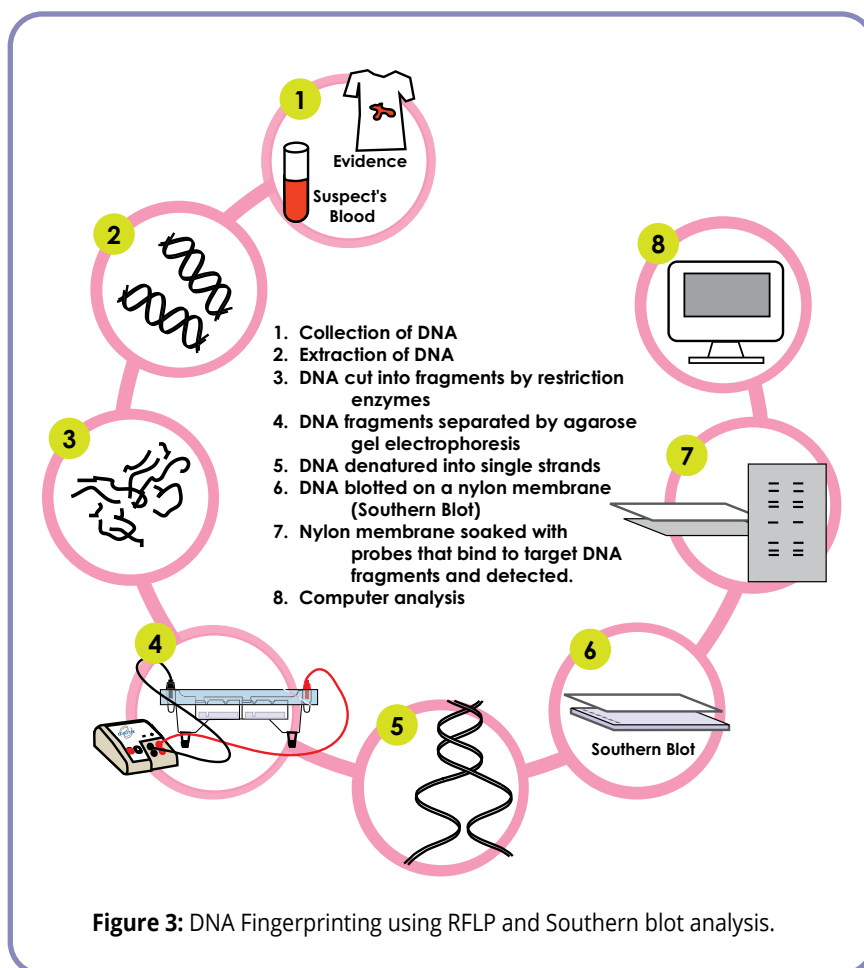 1
Evidence
Suspect's
Blood
2
8
1. Collection of DNA
2. Extraction of DNA
3. DNA cut into fragments by restriction
enzymes
4. DNA fragments separated by agarose
gel electrophoresis
5. DNA denatured into single strands
6. DNA blotted on a nylon membrane
(Southern Blot)
7. Nylon membrane soaked with
probes that bind to target DNA
fragments and detected.
8. Computer analysis
3
7
4
6
Southern Blot
5
Figure 3: DNA Fingerprinting using RFLP and Southern blot analysis.